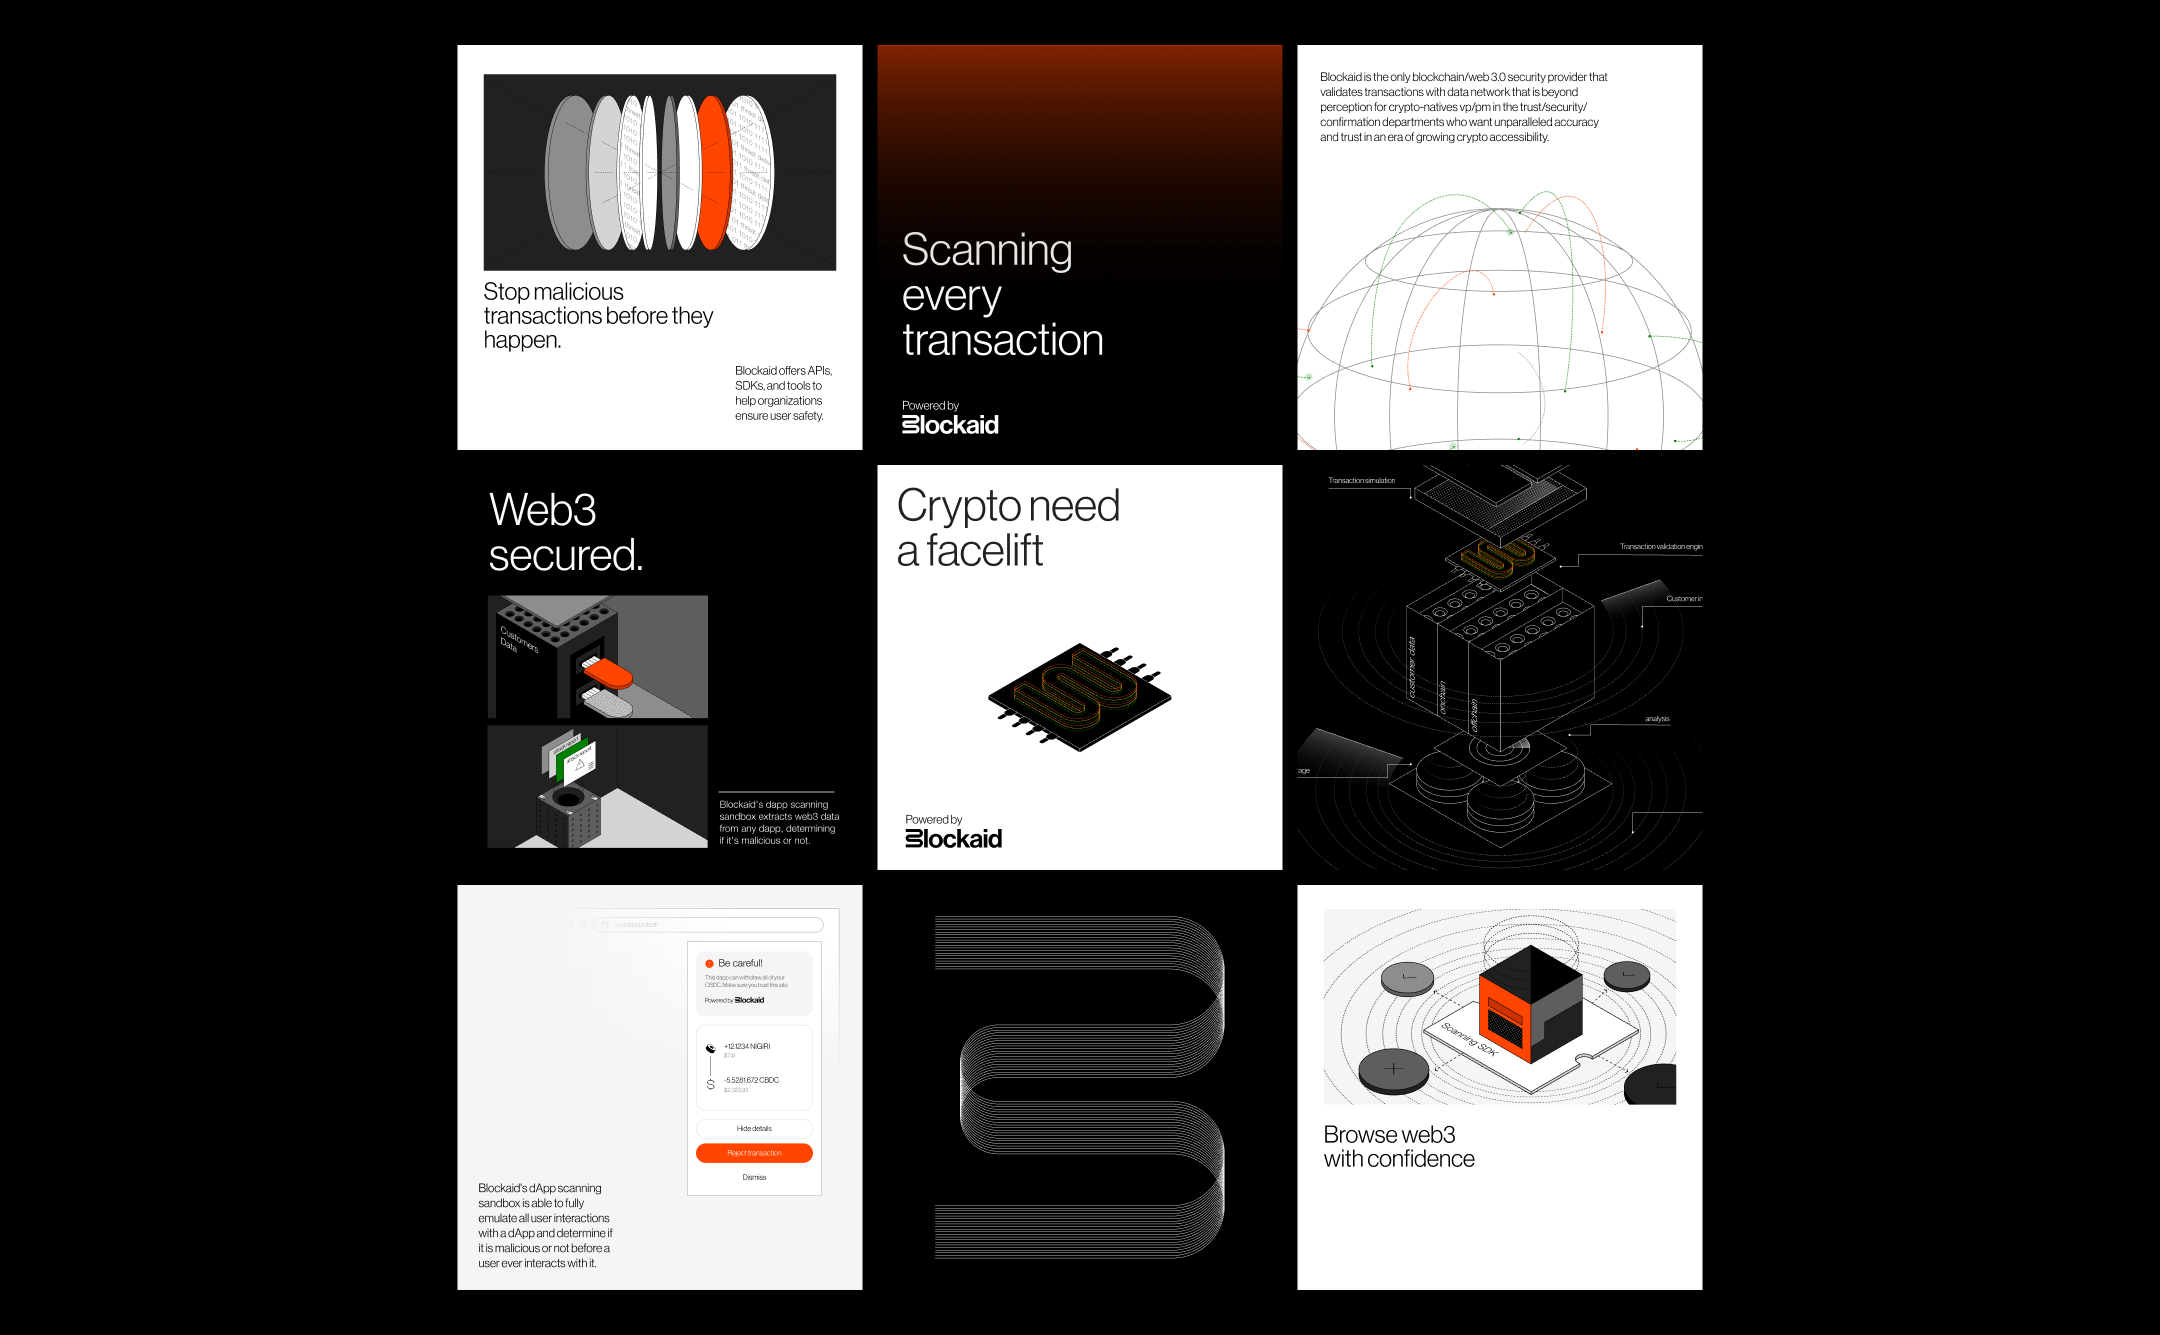 Stop malicious
transactions before they
happen.
Blockaid offers APIs,
SDKs, and tools to
help organizations
ensure user safety.
Scanning
every
transaction
Powered by
Blockaid
Blockaid is the only blockchain/web 3.0 security provider that
validates transactions with data network that is beyond
perception for crypto-natives vp/pm in the trust/security/
confirmation departments who want unparalleled accuracy
and trust in an era of growing crypto accessibility.
Web3
secured.
Customers
Data
Blockaid's dapp scanning
sandbox extracts web3 data
from any dapp, determining
if it's malicious or not.
Crypto need
a facelift
Powered by
Blockaid
Transaction simulation
Transaction validation engin
Customer in
customer data
onchain
offchain
analysis
Be careful!
This dapp can withdraw all of your
CBDC. Make sure you trust this site.
Powered by Blockaid
+12.1234 NIGIRI
$7.41
-5,528.1672 CBDC
Hide details
Reject transaction
Dismiss
Blockaid's dApp scanning
sandbox is able to fully
emulate all user interactions
with a dApp and determine if
it is malicious or not before a
user ever interacts with it.
Scanning SDK
Browse web3
with confidence